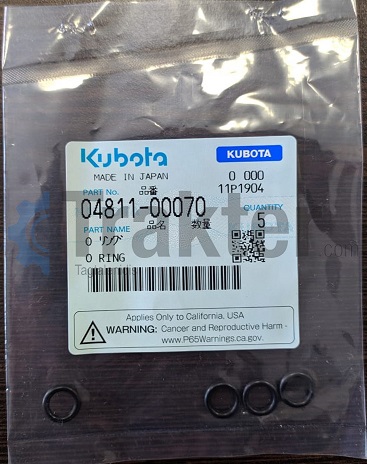 Kubota
KUBOTA
MADE IN JAPAN
0 000
PART No.
品番
11P1904
04811-00070
品名
数量
QUANTITY
PART NAME
5
O リング
O RING
Trakter
.com
Applies Only to California, USA
WARNING: Cancer and Reproductive Harm -
www.P65Warnings.ca.gov.